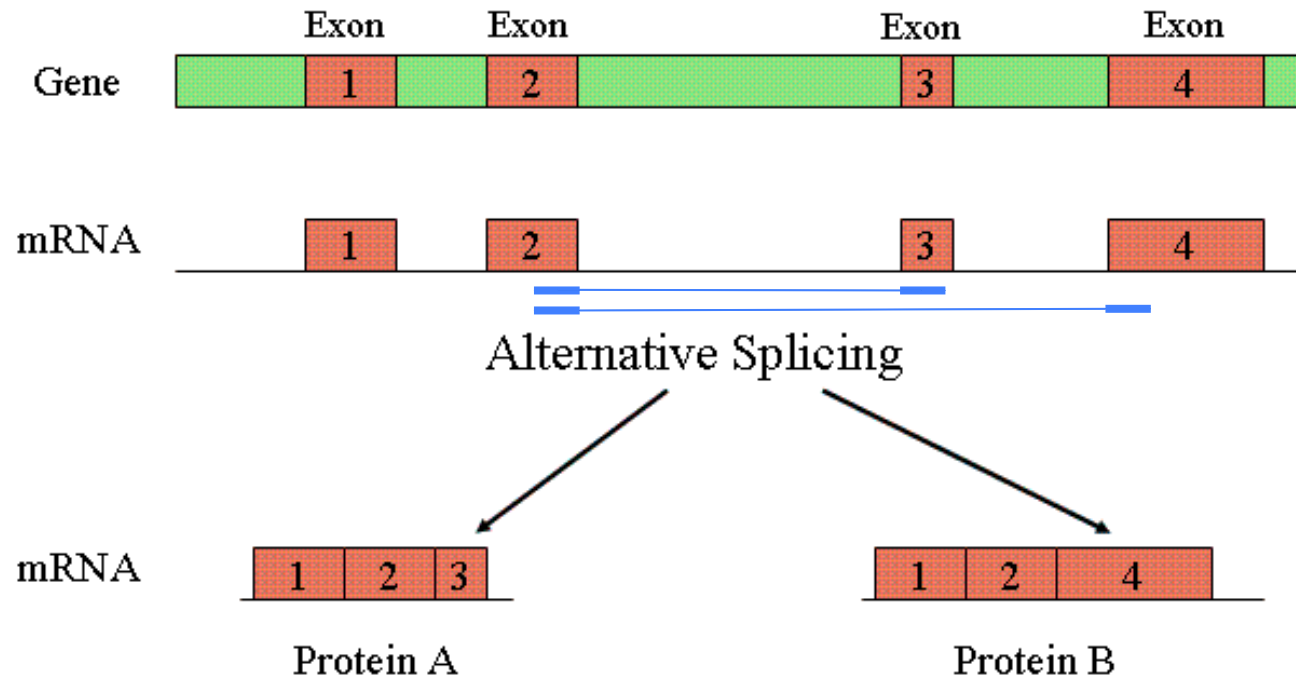 Exon Exon Exon Exon
Gene 1 2 3 4
mRNA 1 2 3 4
Alternative Splicing
mRNA 1 2 3 1 2 4
Protein A Protein B